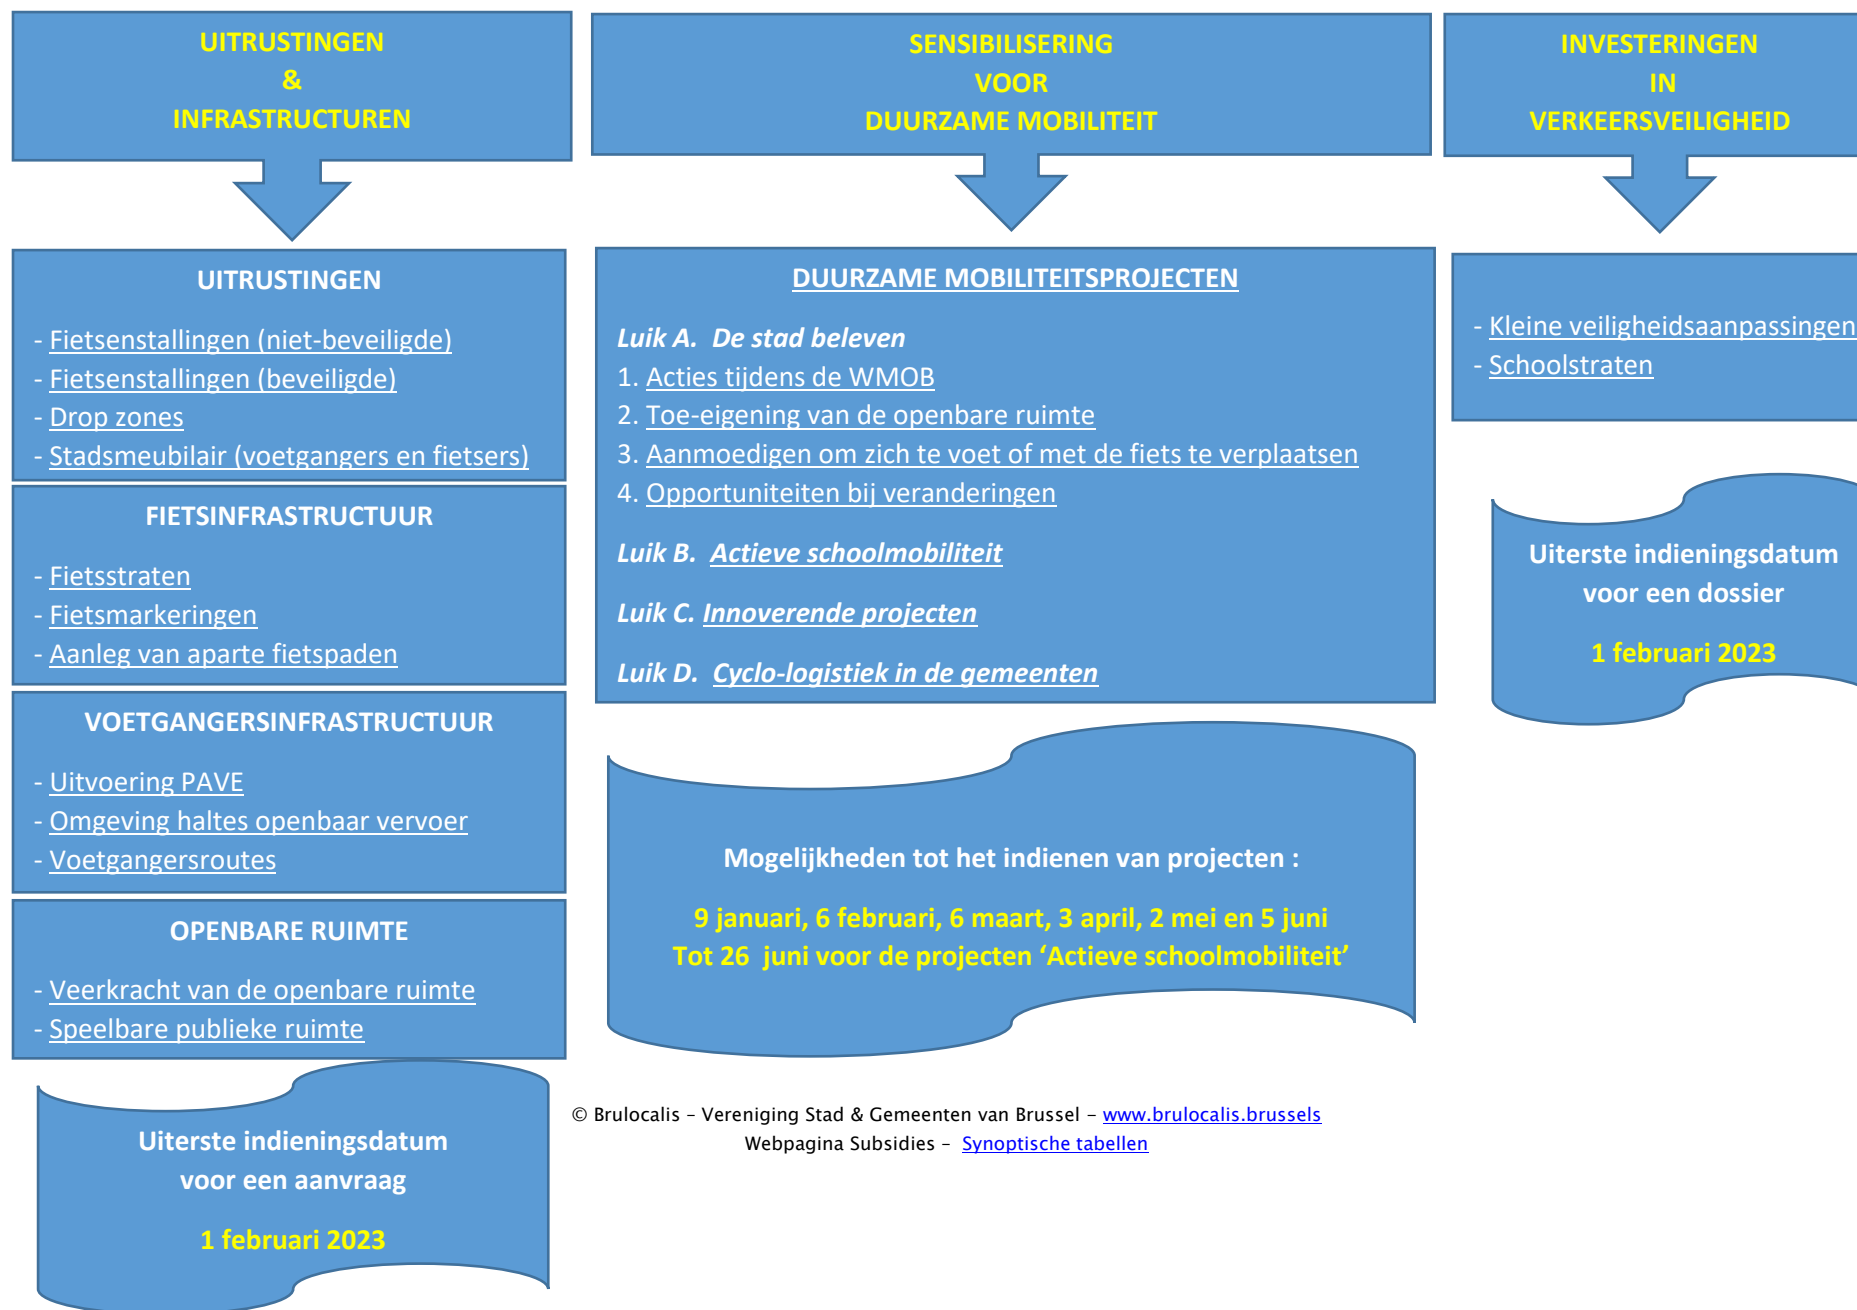 UITRUSTINGEN
&
INFRASTRUCTUREN
UITRUSTINGEN
- Fietsenstallingen (niet-beveiligde)
- Fietsenstallingen (beveiligde)
- Drop zones
- Stadsmeubilair (voetgangers en fietsers)
FIETSINFRASTRUCTUUR
- Fietsstraten
- Fietsmarkeringen
- Aanleg van aparte fietspaden
VOETGANGERSINFRASTRUCTUUR
- Uitvoering PAVE
- Omgeving haltes openbaar vervoer
- Voetgangersroutes
OPENBARE RUIMTE
- Veerkracht van de openbare ruimte
- Speelbare publieke ruimte
Uiterste indieningsdatum
voor een aanvraag
1 februari 2023
SENSIBILISERING
VOOR
DUURZAME MOBILITEIT
DUURZAME MOBILITEITSPROJECTEN
Luik A. De stad beleven
1. Acties tijdens de WMOB
2. Toe-eigening van de openbare ruimte
3. Aanmoedigen om zich te voet of met de fiets te verplaatsen
4. Opportuniteiten bij veranderingen
Luik B. Actieve schoolmobiliteit
Luik C. Innoverende projecten
Luik D. Cyclo-logistiek in de gemeenten
Mogelijkheden tot het indienen van projecten :
9 januari, 6 februari, 6 maart, 3 april, 2 mei en 5 juni
Tot 26 juni voor de projecten ‘Actieve schoolmobiliteit’
INVESTERINGEN
IN
VERKEERSVEILIGHEID
- Kleine veiligheidsaanpassingen
- Schoolstraten
Uiterste indieningsdatum
voor een dossier
1 februari 2023
© Brulocalis – Vereniging Stad & Gemeenten van Brussel – www.brulocalis.brussels
Webpagina Subsidies – Synoptische tabellen